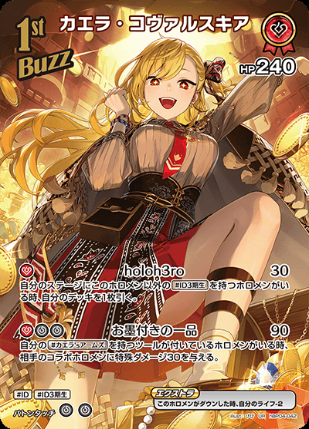 1st
Buzz
カエラ・コヴァルスキア
HP240
holoh3ro 30
自分のステージにこのホロメン以外の #ID3期生 を持つホロメンがい
る時、自分のデッキを1枚引く。
お墨付きの一品 90
自分の #カエラズアームズ を持つツールが付いているホロメンがいる時、
相手のコラボホロメンに特殊ダメージ30を与える。
#ID #ID3期生
エクストラ
このホロメンがダウンした時、自分のライフ-2
バトンタッチ